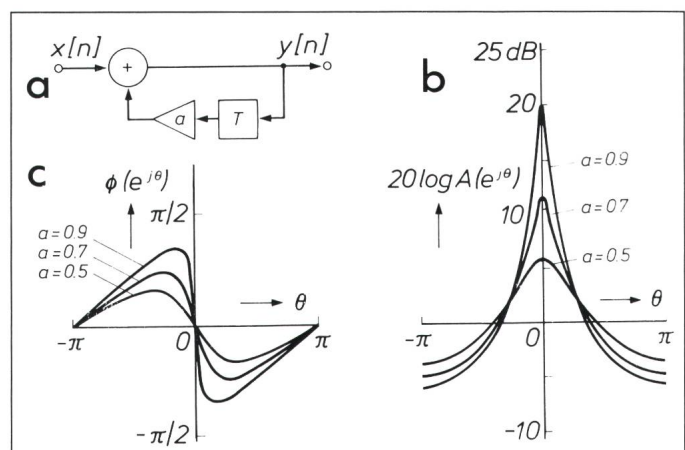 x[n]
y[n]
+
a
a
T
b
25 dB
20
a=0.9
20 log A(e^jθ)
10
a=0.7
a=0.5
θ
-π
0
π
-10
c
ϕ(e^jθ)
π/2
a=0.9
a=0.7
a=0.5
θ
-π
0
π
-π/2